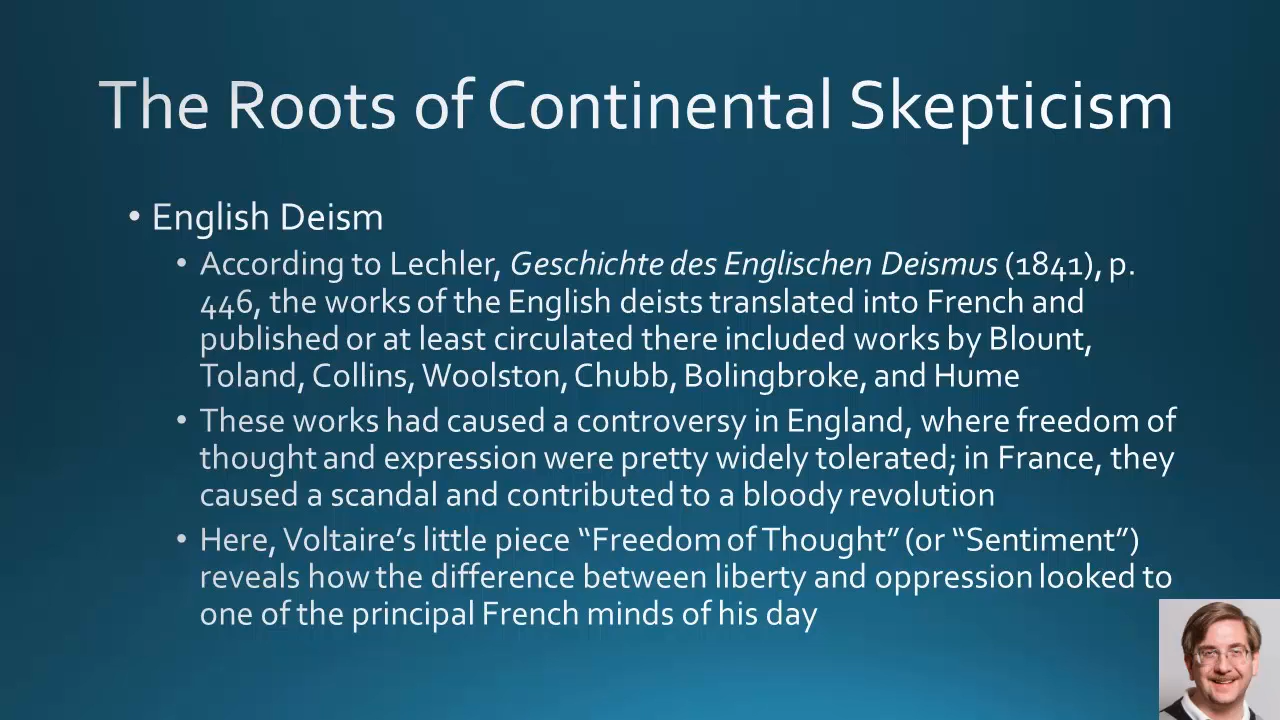 The Roots of Continental Skepticism
• English Deism
• According to Lechler, Geschichte des Englischen Deismus (1841), p.
446, the works of the English deists translated into French and
published or at least circulated there included works by Blount,
Toland, Collins, Woolston, Chubb, Bolingbroke, and Hume
• These works had caused a controversy in England, where freedom of
thought and expression were pretty widely tolerated; in France, they
caused a scandal and contributed to a bloody revolution
• Here, Voltaire’s little piece “Freedom of Thought” (or “Sentiment”)
reveals how the difference between liberty and oppression looked to
one of the principal French minds of his day